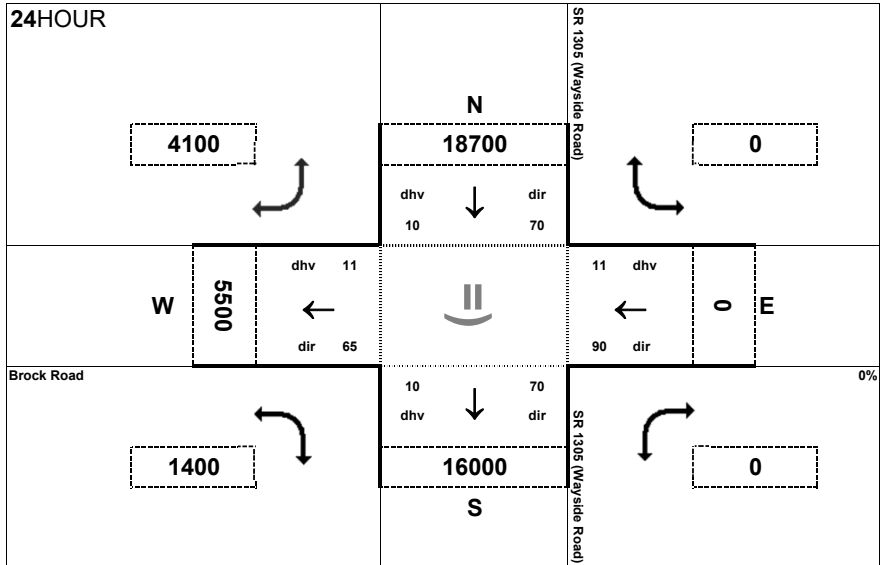 24HOUR
SR 1305 (Wayside Road)
N
4100
18700
0
dhv
dir
10
70
dhv 11
11 dhv
W
5500
0
E
dir 65
90 dir
Brock Road
0%
10
70
dhv
dir
SR 1305 (Wayside Road)
1400
16000
0
S